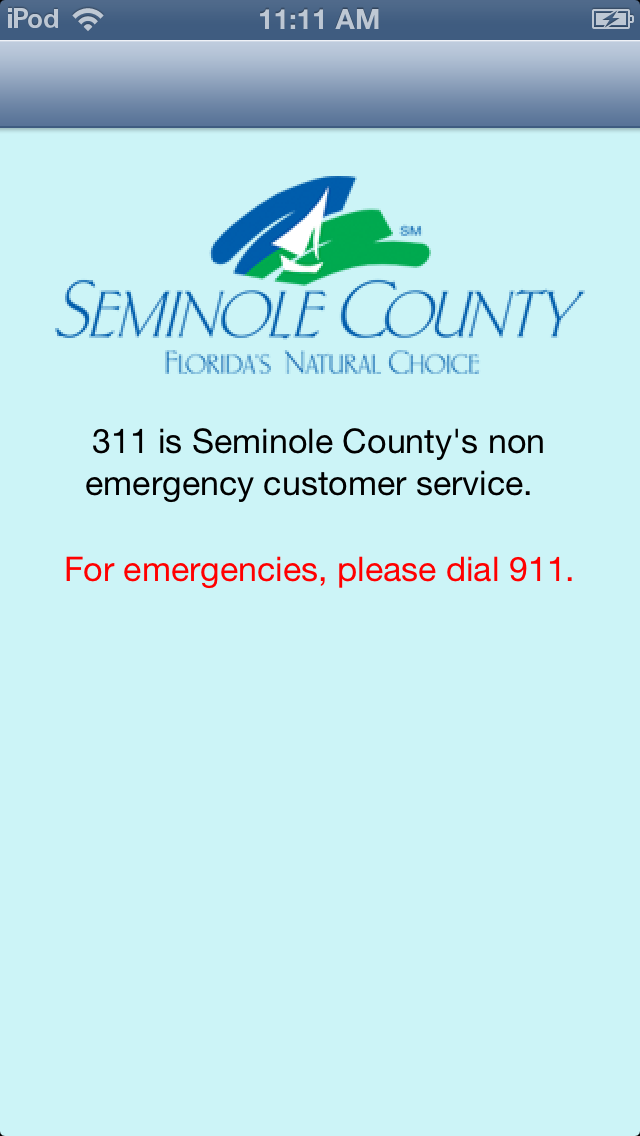 iPod 11:11 AM
SM
SEMINOLE COUNTY
FLORIDA'S NATURAL CHOICE
311 is Seminole County's non
emergency customer service.
For emergencies, please dial 911.